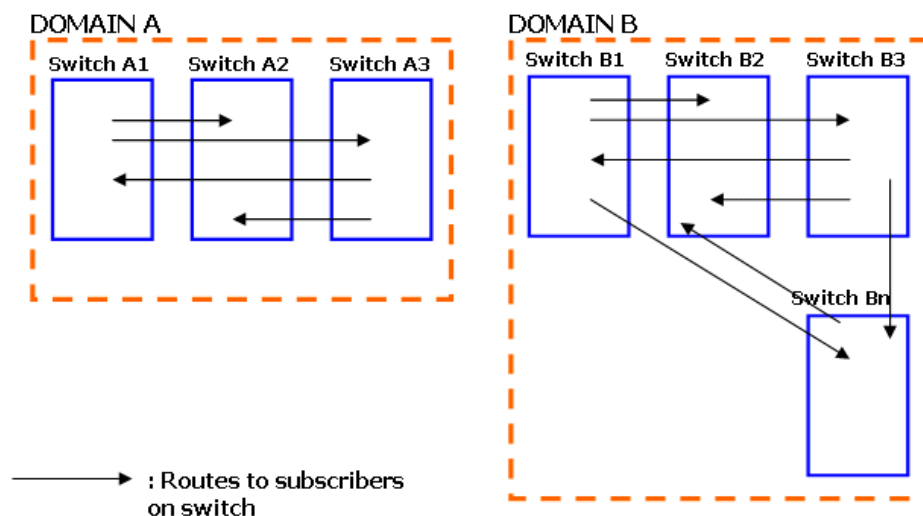 DOMAIN A
Switch A1 Switch A2 Switch A3
DOMAIN B
Switch B1 Switch B2 Switch B3
Switch Bn
: Routes to subscribers
on switch